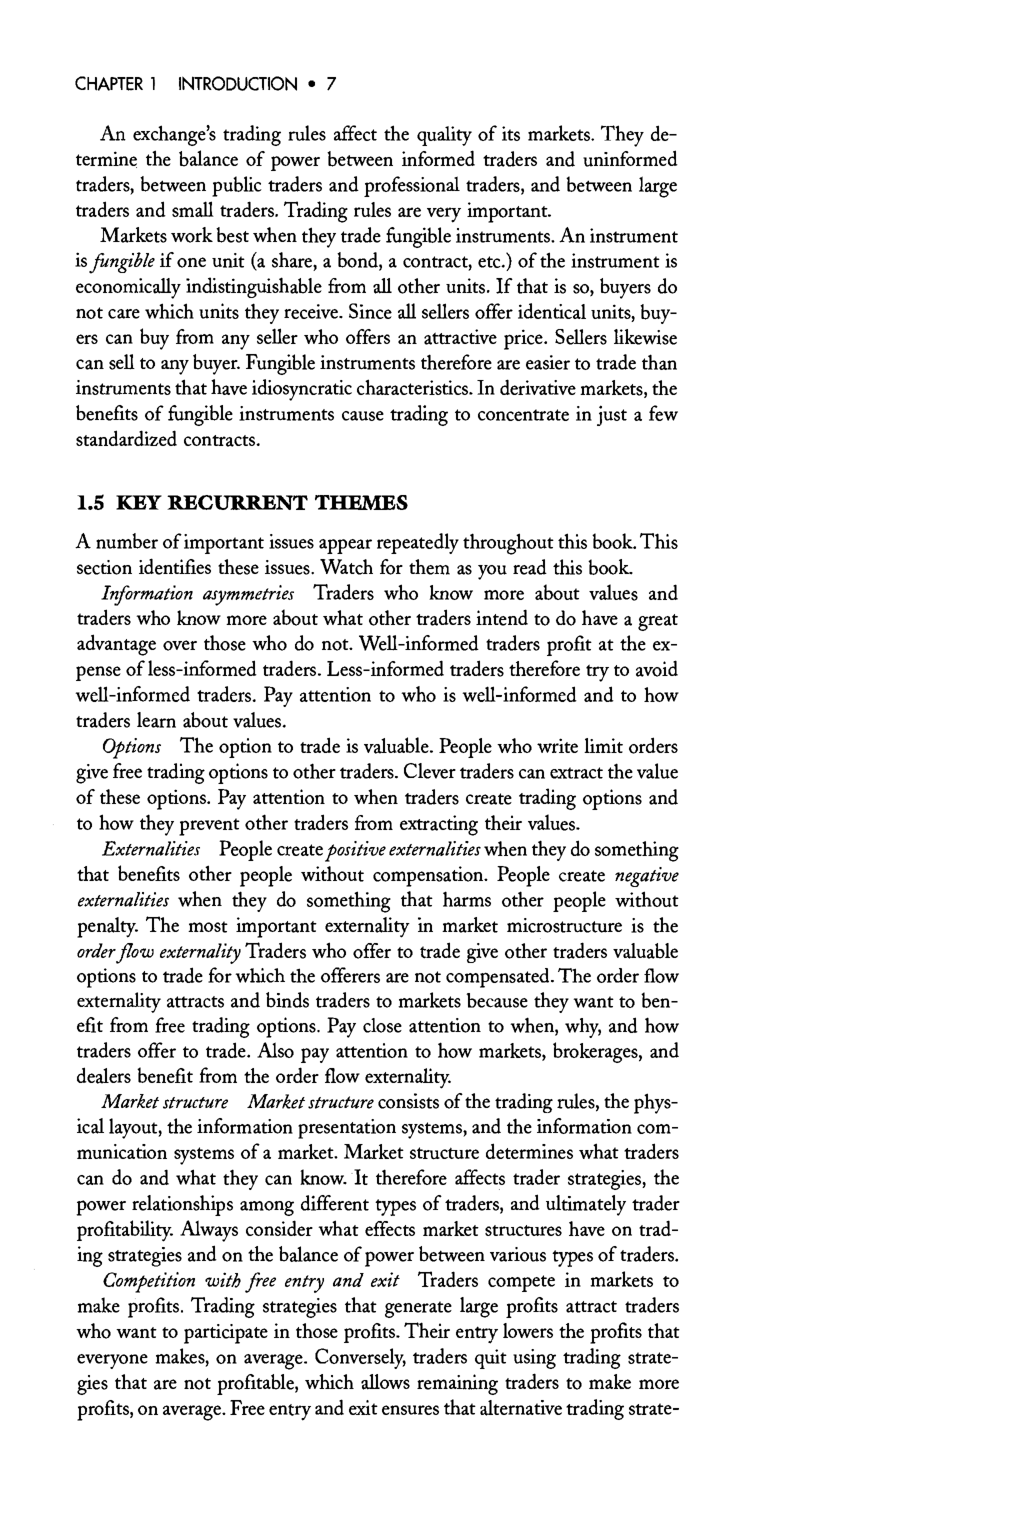 CHAPTER 1 INTRODUCTION • 7
An exchange's trading rules affect the quality of its markets. They de-
termine the balance of power between informed traders and uninformed
traders, between public traders and professional traders, and between large
traders and small traders. Trading rules are very important.
Markets work best when they trade fungible instruments. An instrument
is fungible if one unit (a share, a bond, a contract, etc.) of the instrument is
economically indistinguishable from all other units. If that is so, buyers do
not care which units they receive. Since all sellers offer identical units, buy-
ers can buy from any seller who offers an attractive price. Sellers likewise
can sell to any buyer. Fungible instruments therefore are easier to trade than
instruments that have idiosyncratic characteristics. In derivative markets, the
benefits of fungible instruments cause trading to concentrate in just a few
standardized contracts.
1.5 KEY RECURRENT THEMES
A number of important issues appear repeatedly throughout this book. This
section identifies these issues. Watch for them as you read this book.
Information asymmetries Traders who know more about values and
traders who know more about what other traders intend to do have a great
advantage over those who do not. Well-informed traders profit at the ex-
pense of less-informed traders. Less-informed traders therefore try to avoid
well-informed traders. Pay attention to who is well-informed and to how
traders learn about values.
Options The option to trade is valuable. People who write limit orders
give free trading options to other traders. Clever traders can extract the value
of these options. Pay attention to when traders create trading options and
to how they prevent other traders from extracting their values.
Externalities People create positive externalities when they do something
that benefits other people without compensation. People create negative
externalities when they do something that harms other people without
penalty. The most important externality in market microstructure is the
order flow externality Traders who offer to trade give other traders valuable
options to trade for which the offerers are not compensated. The order flow
externality attracts and binds traders to markets because they want to ben-
efit from free trading options. Pay close attention to when, why, and how
traders offer to trade. Also pay attention to how markets, brokerages, and
dealers benefit from the order flow externality.
Market structure Market structure consists of the trading rules, the phys-
ical layout, the information presentation systems, and the information com-
munication systems of a market. Market structure determines what traders
can do and what they can know. It therefore affects trader strategies, the
power relationships among different types of traders, and ultimately trader
profitability. Always consider what effects market structures have on trad-
ing strategies and on the balance of power between various types of traders.
Competition with free entry and exit Traders compete in markets to
make profits. Trading strategies that generate large profits attract traders
who want to participate in those profits. Their entry lowers the profits that
everyone makes, on average. Conversely, traders quit using trading strate-
gies that are not profitable, which allows remaining traders to make more
profits, on average. Free entry and exit ensures that alternative trading strate-